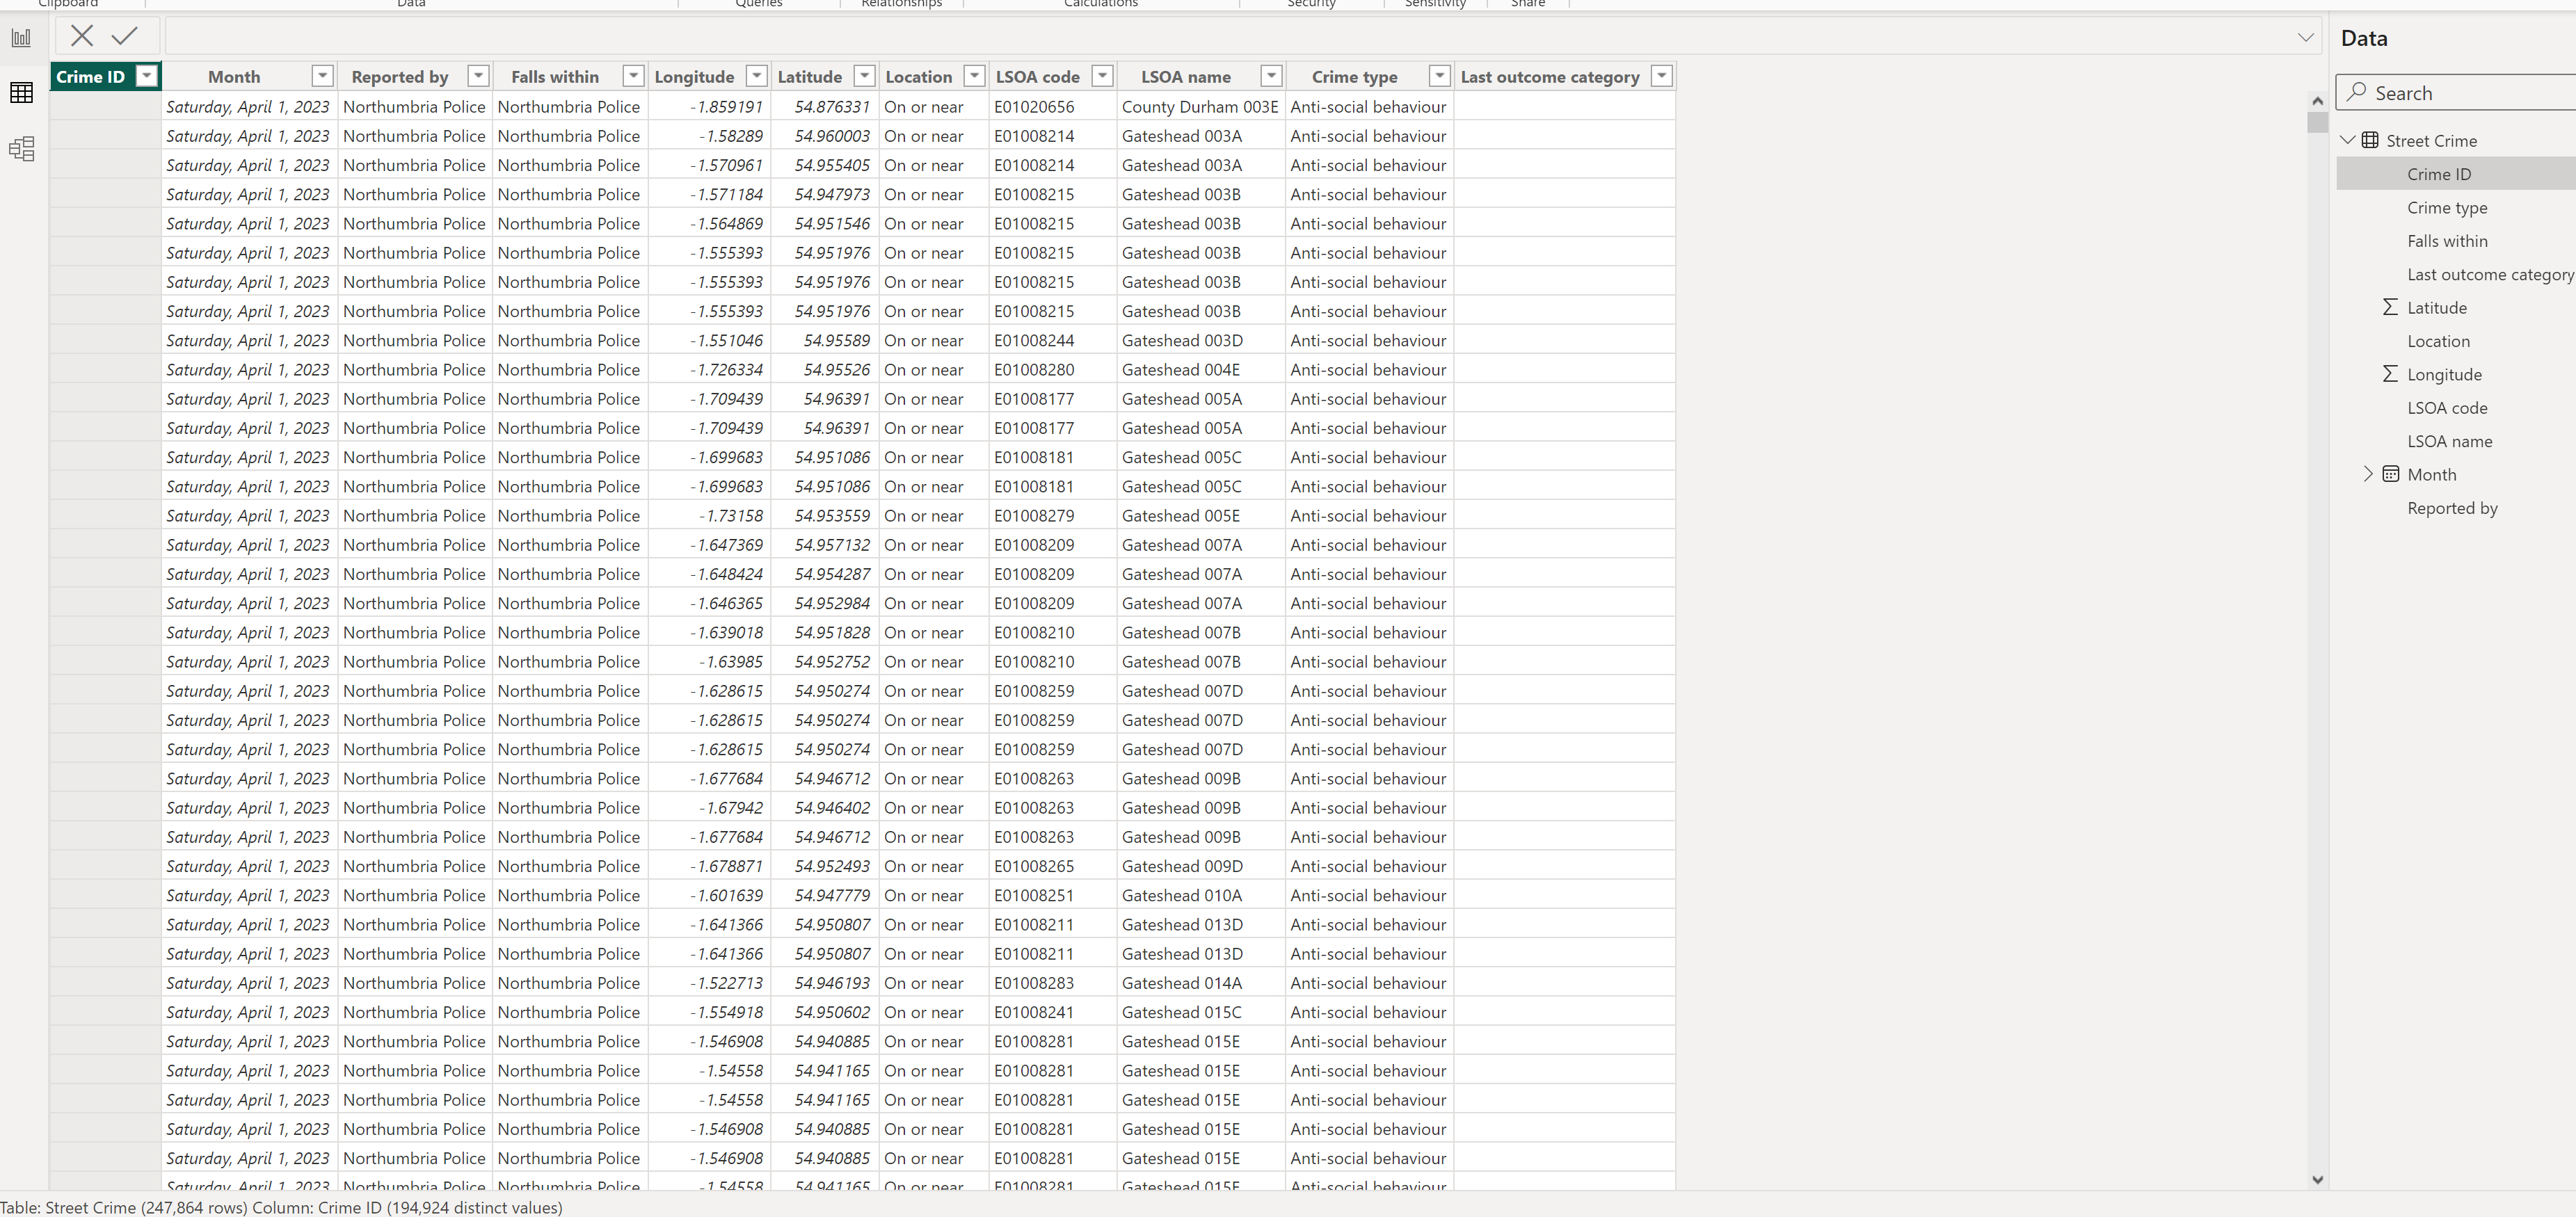 Clipboard Data Queries Relationships Calculations Security Sensitivity Share
Data
Crime ID Month Reported by Falls within Longitude Latitude Location LSOA code LSOA name Crime type Last outcome category
Search
Saturday, April 1, 2023 Northumbria Police Northumbria Police -1.859191 54.876331 On or near E01020656 County Durham 003E Anti-social behaviour
Saturday, April 1, 2023 Northumbria Police Northumbria Police -1.58289 54.960003 On or near E01008214 Gateshead 003A Anti-social behaviour
Saturday, April 1, 2023 Northumbria Police Northumbria Police -1.570961 54.955405 On or near E01008214 Gateshead 003A Anti-social behaviour
Saturday, April 1, 2023 Northumbria Police Northumbria Police -1.571184 54.947973 On or near E01008215 Gateshead 003B Anti-social behaviour
Saturday, April 1, 2023 Northumbria Police Northumbria Police -1.564869 54.951546 On or near E01008215 Gateshead 003B Anti-social behaviour
Saturday, April 1, 2023 Northumbria Police Northumbria Police -1.555393 54.951976 On or near E01008215 Gateshead 003B Anti-social behaviour
Saturday, April 1, 2023 Northumbria Police Northumbria Police -1.555393 54.951976 On or near E01008215 Gateshead 003B Anti-social behaviour
Saturday, April 1, 2023 Northumbria Police Northumbria Police -1.555393 54.951976 On or near E01008215 Gateshead 003B Anti-social behaviour
Saturday, April 1, 2023 Northumbria Police Northumbria Police -1.551046 54.95589 On or near E01008244 Gateshead 003D Anti-social behaviour
Saturday, April 1, 2023 Northumbria Police Northumbria Police -1.726334 54.95526 On or near E01008280 Gateshead 004E Anti-social behaviour
Saturday, April 1, 2023 Northumbria Police Northumbria Police -1.709439 54.96391 On or near E01008177 Gateshead 005A Anti-social behaviour
Saturday, April 1, 2023 Northumbria Police Northumbria Police -1.709439 54.96391 On or near E01008177 Gateshead 005A Anti-social behaviour
Saturday, April 1, 2023 Northumbria Police Northumbria Police -1.699683 54.951086 On or near E01008181 Gateshead 005C Anti-social behaviour
Saturday, April 1, 2023 Northumbria Police Northumbria Police -1.699683 54.951086 On or near E01008181 Gateshead 005C Anti-social behaviour
Saturday, April 1, 2023 Northumbria Police Northumbria Police -1.73158 54.953559 On or near E01008279 Gateshead 005E Anti-social behaviour
Saturday, April 1, 2023 Northumbria Police Northumbria Police -1.647369 54.957132 On or near E01008209 Gateshead 007A Anti-social behaviour
Saturday, April 1, 2023 Northumbria Police Northumbria Police -1.648424 54.954287 On or near E01008209 Gateshead 007A Anti-social behaviour
Saturday, April 1, 2023 Northumbria Police Northumbria Police -1.646365 54.952984 On or near E01008209 Gateshead 007A Anti-social behaviour
Saturday, April 1, 2023 Northumbria Police Northumbria Police -1.639018 54.951828 On or near E01008210 Gateshead 007B Anti-social behaviour
Saturday, April 1, 2023 Northumbria Police Northumbria Police -1.63985 54.952752 On or near E01008210 Gateshead 007B Anti-social behaviour
Saturday, April 1, 2023 Northumbria Police Northumbria Police -1.628615 54.950274 On or near E01008259 Gateshead 007D Anti-social behaviour
Saturday, April 1, 2023 Northumbria Police Northumbria Police -1.628615 54.950274 On or near E01008259 Gateshead 007D Anti-social behaviour
Saturday, April 1, 2023 Northumbria Police Northumbria Police -1.628615 54.950274 On or near E01008259 Gateshead 007D Anti-social behaviour
Saturday, April 1, 2023 Northumbria Police Northumbria Police -1.677684 54.946712 On or near E01008263 Gateshead 009B Anti-social behaviour
Saturday, April 1, 2023 Northumbria Police Northumbria Police -1.67942 54.946402 On or near E01008263 Gateshead 009B Anti-social behaviour
Saturday, April 1, 2023 Northumbria Police Northumbria Police -1.677684 54.946712 On or near E01008263 Gateshead 009B Anti-social behaviour
Saturday, April 1, 2023 Northumbria Police Northumbria Police -1.678871 54.952493 On or near E01008265 Gateshead 009D Anti-social behaviour
Saturday, April 1, 2023 Northumbria Police Northumbria Police -1.601639 54.947779 On or near E01008251 Gateshead 010A Anti-social behaviour
Saturday, April 1, 2023 Northumbria Police Northumbria Police -1.641366 54.950807 On or near E01008211 Gateshead 013D Anti-social behaviour
Saturday, April 1, 2023 Northumbria Police Northumbria Police -1.641366 54.950807 On or near E01008211 Gateshead 013D Anti-social behaviour
Saturday, April 1, 2023 Northumbria Police Northumbria Police -1.522713 54.946193 On or near E01008283 Gateshead 014A Anti-social behaviour
Saturday, April 1, 2023 Northumbria Police Northumbria Police -1.554918 54.950602 On or near E01008241 Gateshead 015C Anti-social behaviour
Saturday, April 1, 2023 Northumbria Police Northumbria Police -1.546908 54.940885 On or near E01008281 Gateshead 015E Anti-social behaviour
Saturday, April 1, 2023 Northumbria Police Northumbria Police -1.54558 54.941165 On or near E01008281 Gateshead 015E Anti-social behaviour
Saturday, April 1, 2023 Northumbria Police Northumbria Police -1.54558 54.941165 On or near E01008281 Gateshead 015E Anti-social behaviour
Saturday, April 1, 2023 Northumbria Police Northumbria Police -1.546908 54.940885 On or near E01008281 Gateshead 015E Anti-social behaviour
Saturday, April 1, 2023 Northumbria Police Northumbria Police -1.546908 54.940885 On or near E01008281 Gateshead 015E Anti-social behaviour
Saturday, April 1, 2023 Northumbria Police Northumbria Police -1.54558 54.941165 On or near E01008281 Gateshead 015E Anti-social behaviour
Street Crime
Crime ID
Crime type
Falls within
Last outcome category
Latitude
Location
Longitude
LSOA code
LSOA name
Month
Reported by
Table: Street Crime (247,864 rows) Column: Crime ID (194,924 distinct values)